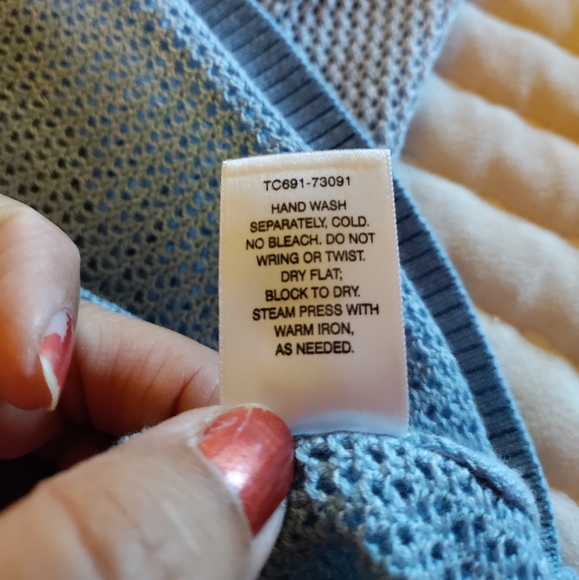 TC691-73091
HAND WASH
SEPARATELY, COLD.
NO BLEACH. DO NOT
WRING OR TWIST.
DRY FLAT;
BLOCK TO DRY.
STEAM PRESS WITH
WARM IRON,
AS NEEDED.